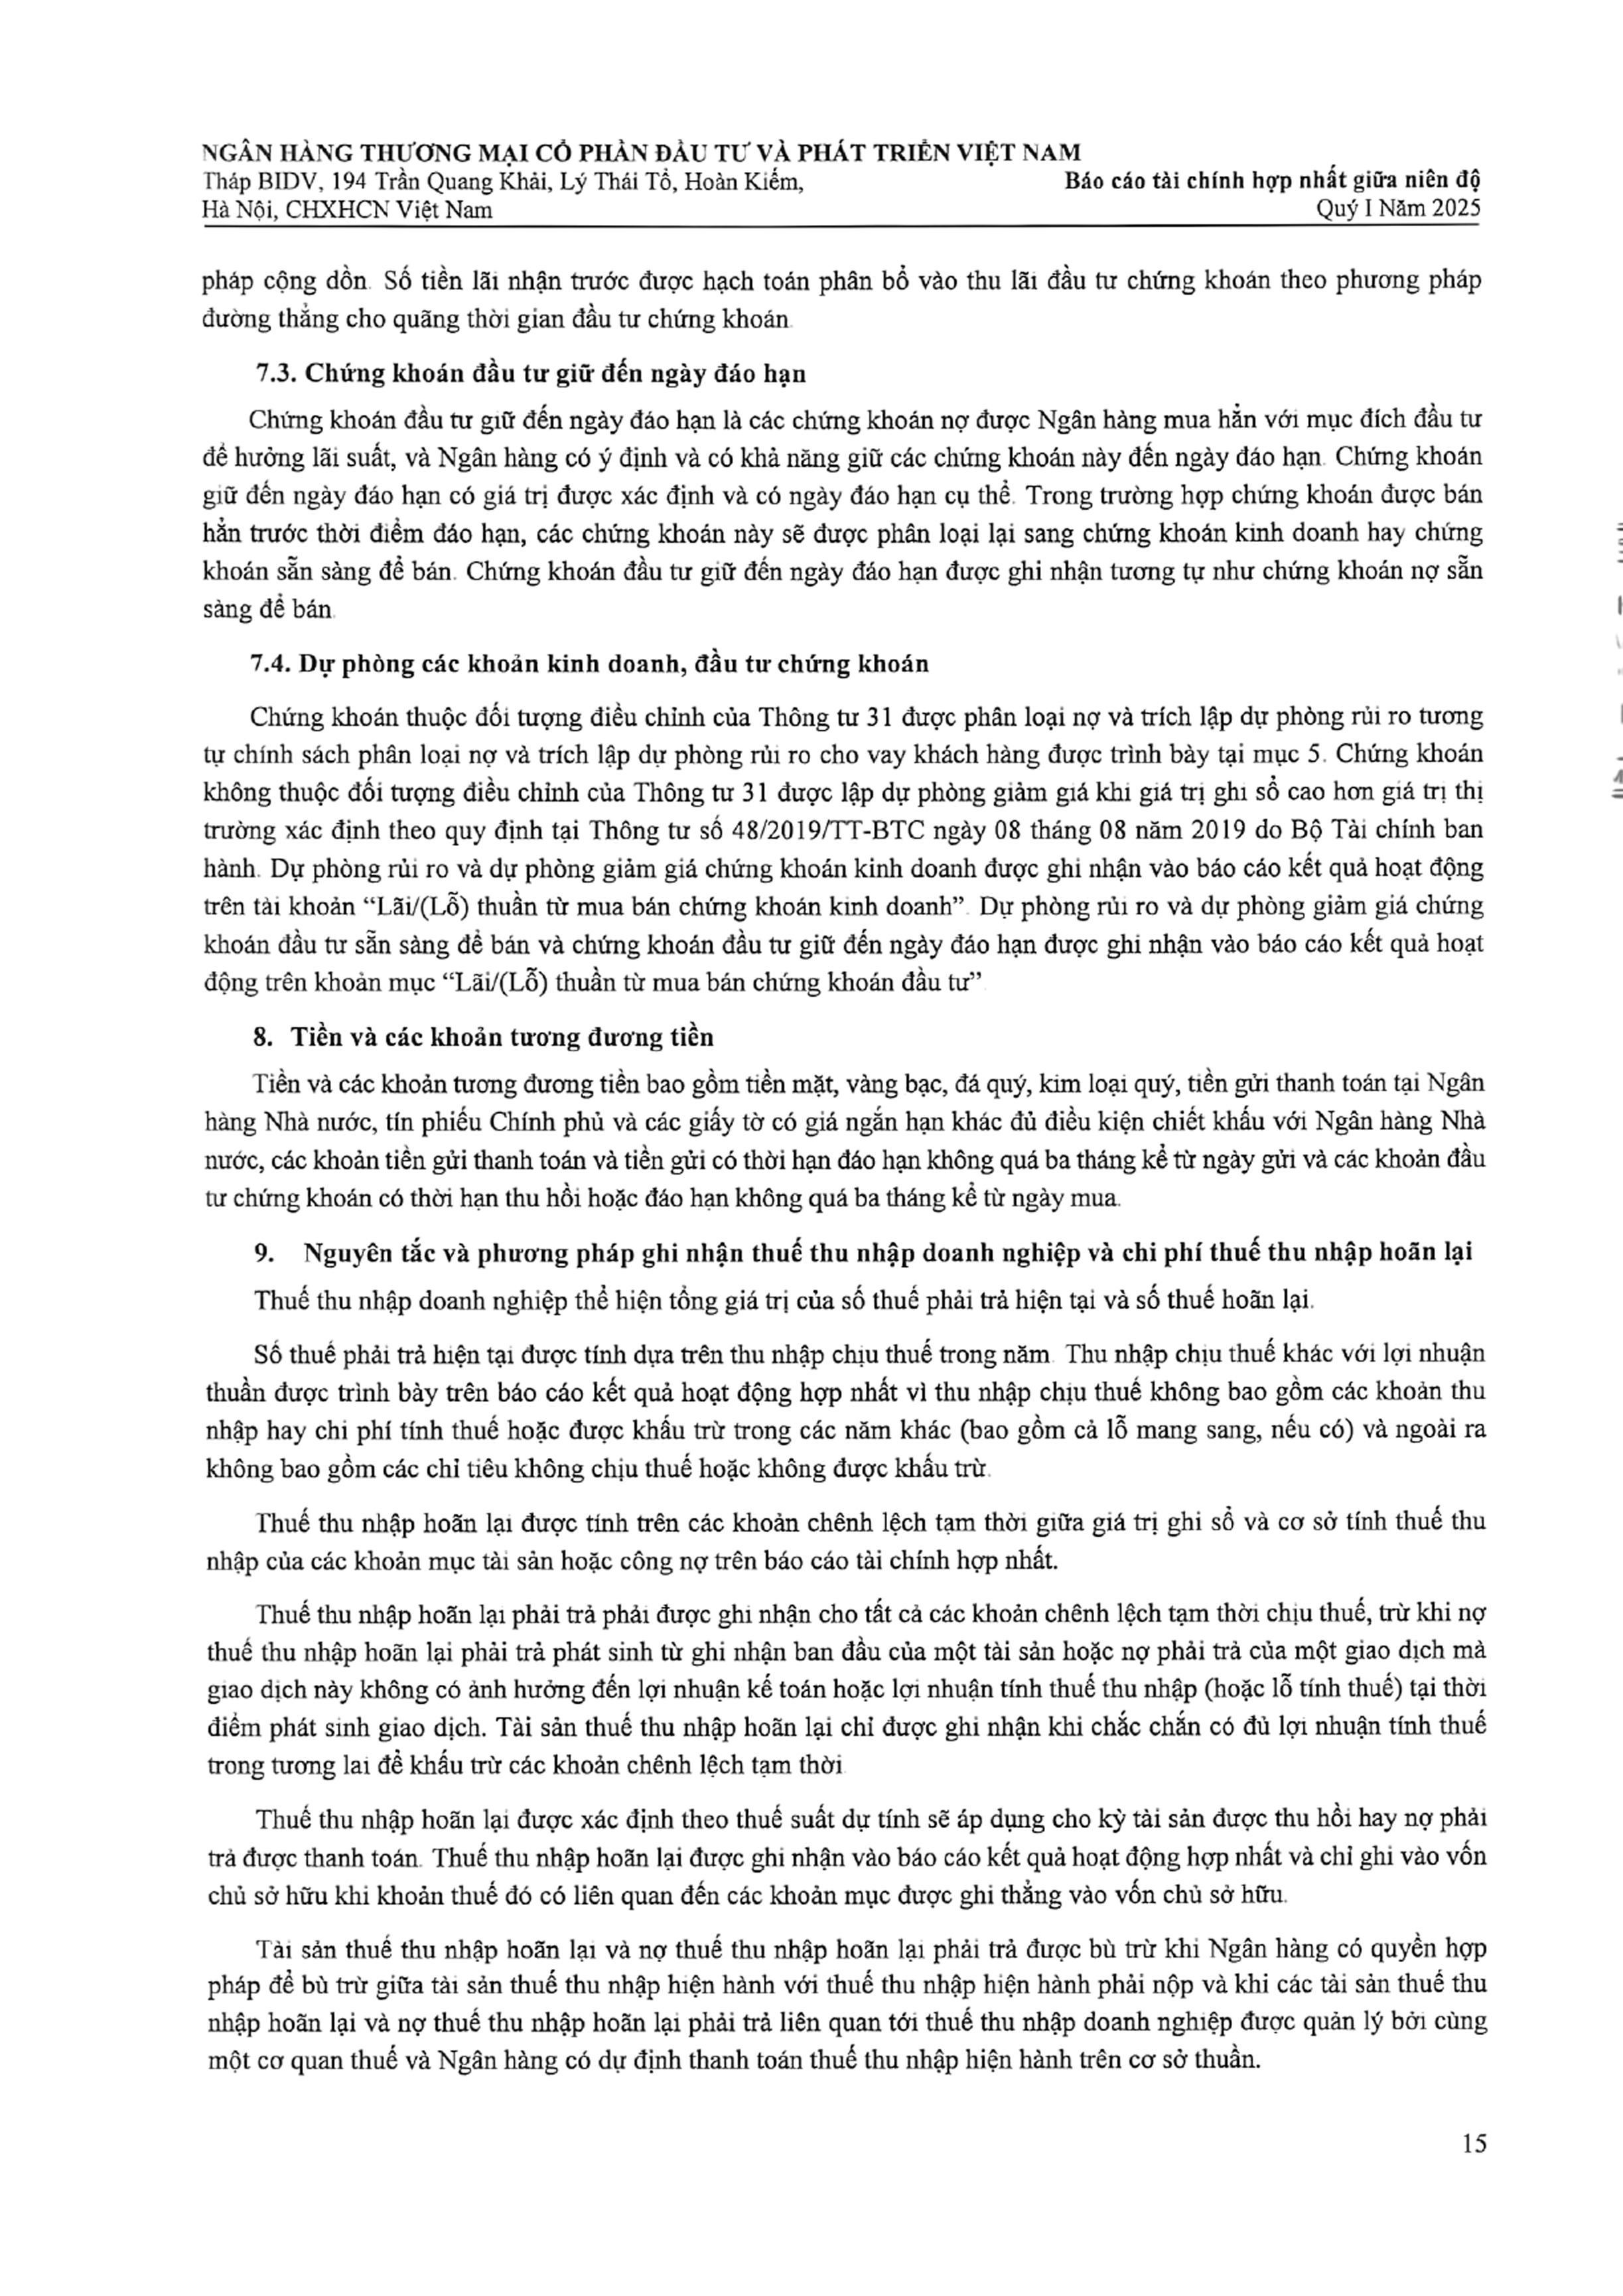 NGÂN HÀNG THƯƠNG MẠI CỔ PHẦN ĐẦU TƯ VÀ PHÁT TRIỂN VIỆT NAM
Tháp BIDV, 194 Trần Quang Khải, Lý Thái Tổ, Hoàn Kiếm, Báo cáo tài chính hợp nhất giữa niên độ
Hà Nội, CHXHCN Việt Nam Quý I Năm 2025
pháp cộng dồn. Số tiền lãi nhận trước được hạch toán phân bổ vào thu lãi đầu tư chứng khoán theo phương pháp
đường thẳng cho quãng thời gian đầu tư chứng khoán.
7.3. Chứng khoán đầu tư giữ đến ngày đáo hạn
Chứng khoán đầu tư giữ đến ngày đáo hạn là các chứng khoán nợ được Ngân hàng mua hẳn với mục đích đầu tư
để hưởng lãi suất, và Ngân hàng có ý định và có khả năng giữ các chứng khoán này đến ngày đáo hạn. Chứng khoán
giữ đến ngày đáo hạn có giá trị được xác định và có ngày đáo hạn cụ thể. Trong trường hợp chứng khoán được bán
hẳn trước thời điểm đáo hạn, các chứng khoán này sẽ được phân loại lại sang chứng khoán kinh doanh hay chứng
khoán sẵn sàng để bán. Chứng khoán đầu tư giữ đến ngày đáo hạn được ghi nhận tương tự như chứng khoán nợ sẵn
sàng để bán.
7.4. Dự phòng các khoản kinh doanh, đầu tư chứng khoán
Chứng khoán thuộc đối tượng điều chỉnh của Thông tư 31 được phân loại nợ và trích lập dự phòng rủi ro tương
tự chính sách phân loại nợ và trích lập dự phòng rủi ro cho vay khách hàng được trình bày tại mục 5. Chứng khoán
không thuộc đối tượng điều chỉnh của Thông tư 31 được lập dự phòng giảm giá khi giá trị ghi sổ cao hơn giá trị thị
trường xác định theo quy định tại Thông tư số 48/2019/TT-BTC ngày 08 tháng 08 năm 2019 do Bộ Tài chính ban
hành. Dự phòng rủi ro và dự phòng giảm giá chứng khoán kinh doanh được ghi nhận vào báo cáo kết quả hoạt động
trên tài khoản “Lãi/(Lỗ) thuần từ mua bán chứng khoán kinh doanh”. Dự phòng rủi ro và dự phòng giảm giá chứng
khoán đầu tư sẵn sàng để bán và chứng khoán đầu tư giữ đến ngày đáo hạn được ghi nhận vào báo cáo kết quả hoạt
động trên khoản mục “Lãi/(Lỗ) thuần từ mua bán chứng khoán đầu tư”.
8. Tiền và các khoản tương đương tiền
Tiền và các khoản tương đương tiền bao gồm tiền mặt, vàng bạc, đá quý, kim loại quý, tiền gửi thanh toán tại Ngân
hàng Nhà nước, tín phiếu Chính phủ và các giấy tờ có giá ngắn hạn khác đủ điều kiện chiết khấu với Ngân hàng Nhà
nước, các khoản tiền gửi thanh toán và tiền gửi có thời hạn đáo hạn không quá ba tháng kể từ ngày gửi và các khoản đầu
tư chứng khoán có thời hạn thu hồi hoặc đáo hạn không quá ba tháng kể từ ngày mua.
9. Nguyên tắc và phương pháp ghi nhận thuế thu nhập doanh nghiệp và chi phí thuế thu nhập hoãn lại
Thuế thu nhập doanh nghiệp thể hiện tổng giá trị của số thuế phải trả hiện tại và số thuế hoãn lại.
Số thuế phải trả hiện tại được tính dựa trên thu nhập chịu thuế trong năm. Thu nhập chịu thuế khác với lợi nhuận
thuần được trình bày trên báo cáo kết quả hoạt động hợp nhất vì thu nhập chịu thuế không bao gồm các khoản thu
nhập hay chi phí tính thuế hoặc được khấu trừ trong các năm khác (bao gồm cả lỗ mang sang, nếu có) và ngoài ra
không bao gồm các chỉ tiêu không chịu thuế hoặc không được khấu trừ.
Thuế thu nhập hoãn lại được tính trên các khoản chênh lệch tạm thời giữa giá trị ghi sổ và cơ sở tính thuế thu
nhập của các khoản mục tài sản hoặc công nợ trên báo cáo tài chính hợp nhất.
Thuế thu nhập hoãn lại phải trả phải được ghi nhận cho tất cả các khoản chênh lệch tạm thời chịu thuế, trừ khi nợ
thuế thu nhập hoãn lại phải trả phát sinh từ ghi nhận ban đầu của một tài sản hoặc nợ phải trả của một giao dịch mà
giao dịch này không có ảnh hưởng đến lợi nhuận kế toán hoặc lợi nhuận tính thuế thu nhập (hoặc lỗ tính thuế) tại thời
điểm phát sinh giao dịch. Tài sản thuế thu nhập hoãn lại chỉ được ghi nhận khi chắc chắn có đủ lợi nhuận tính thuế
trong tương lai để khấu trừ các khoản chênh lệch tạm thời.
Thuế thu nhập hoãn lại được xác định theo thuế suất dự tính sẽ áp dụng cho kỳ tài sản được thu hồi hay nợ phải
trả được thanh toán. Thuế thu nhập hoãn lại được ghi nhận vào báo cáo kết quả hoạt động hợp nhất và chỉ ghi vào vốn
chủ sở hữu khi khoản thuế đó có liên quan đến các khoản mục được ghi thẳng vào vốn chủ sở hữu.
Tài sản thuế thu nhập hoãn lại và nợ thuế thu nhập hoãn lại phải trả được bù trừ khi Ngân hàng có quyền hợp
pháp để bù trừ giữa tài sản thuế thu nhập hiện hành với thuế thu nhập hiện hành phải nộp và khi các tài sản thuế thu
nhập hoãn lại và nợ thuế thu nhập hoãn lại phải trả liên quan tới thuế thu nhập doanh nghiệp được quản lý bởi cùng
một cơ quan thuế và Ngân hàng có dự định thanh toán thuế thu nhập hiện hành trên cơ sở thuần.
15